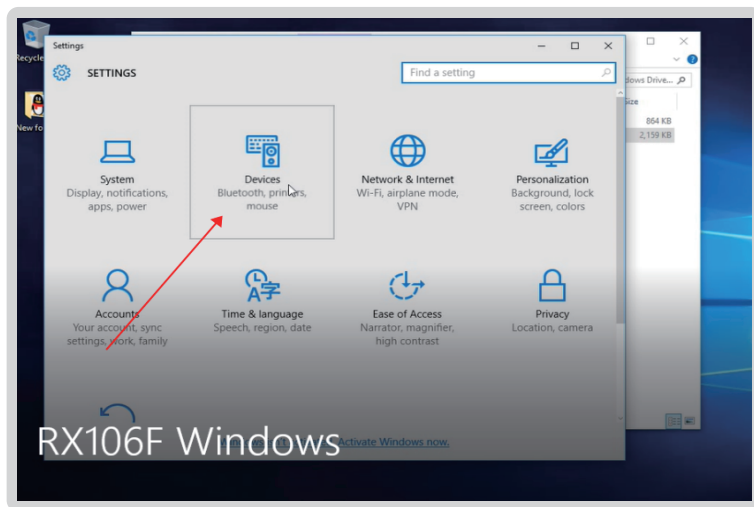 Recycle
New fo
Settings
SETTINGS
Find a setting
System
Display, notifications,
apps, power
Devices
Bluetooth, printers,
mouse
Network & Internet
Wi-Fi, airplane mode,
VPN
Personalization
Background, lock
screen, colors
Accounts
Your account, sync
settings, work, family
Time & language
Speech, region, date
Ease of Access
Narrator, magnifier,
high contrast
Privacy
Location, camera
Activate Windows now.
RX106F Windows
dows Drive...
Size
864 KB
2,159 KB